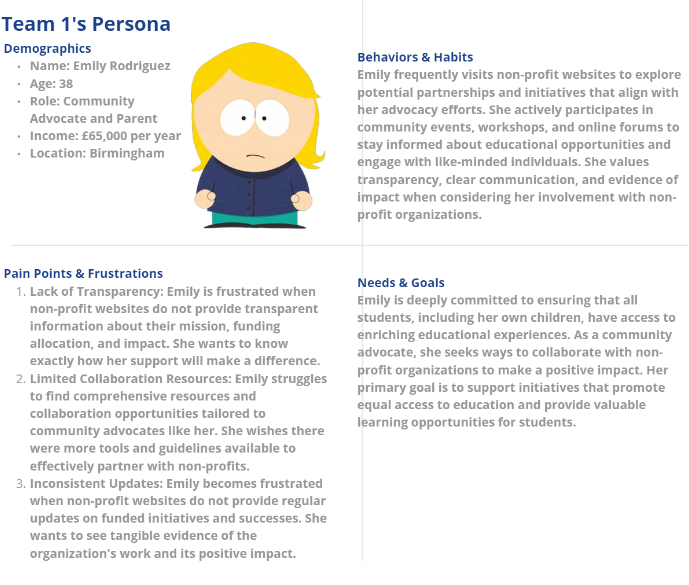 Team 1's Persona
Demographics
· Name: Emily Rodriguez
· Age: 38
· Role: Community
Advocate and Parent
· Income: £65,000 per year
· Location: Birmingham
Behaviors & Habits
Emily frequently visits non-profit websites to explore
potential partnerships and initiatives that align with
her advocacy efforts. She actively participates in
community events, workshops, and online forums to
stay informed about educational opportunities and
engage with like-minded individuals. She values
transparency, clear communication, and evidence of
impact when considering her involvement with non-
profit organizations.
Pain Points & Frustrations
1. Lack of Transparency: Emily is frustrated when
non-profit websites do not provide transparent
information about their mission, funding
allocation, and impact. She wants to know
exactly how her support will make a difference.
2. Limited Collaboration Resources: Emily struggles
to find comprehensive resources and
collaboration opportunities tailored to
community advocates like her. She wishes there
were more tools and guidelines available to
effectively partner with non-profits.
3. Inconsistent Updates: Emily becomes frustrated
when non-profit websites do not provide regular
updates on funded initiatives and successes. She
wants to see tangible evidence of the
organization's work and its positive impact.
Needs & Goals
Emily is deeply committed to ensuring that all
students, including her own children, have access to
enriching educational experiences. As a community
advocate, she seeks ways to collaborate with non-
profit organizations to make a positive impact. Her
primary goal is to support initiatives that promote
equal access to education and provide valuable
learning opportunities for students.